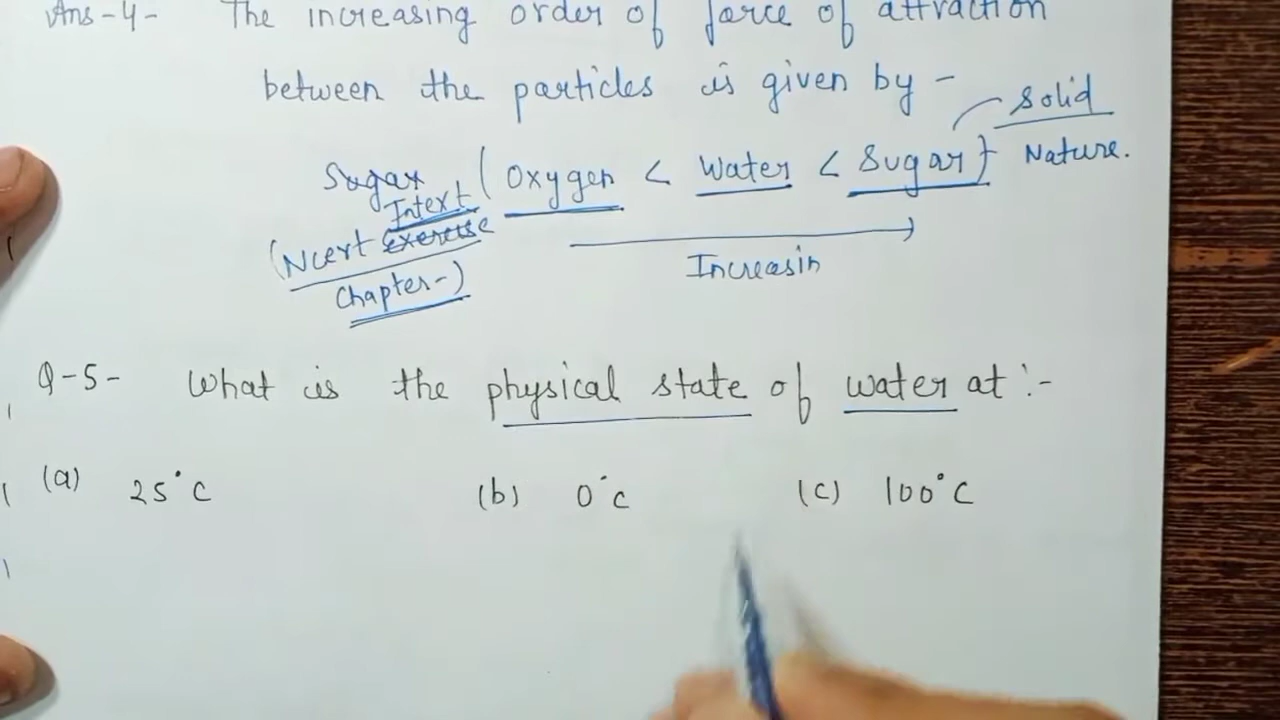 Ans-4- The increasing order of force of attraction
between the particles is given by -
Solid
Sugar (Oxygen < Water < Sugar) Nature.
Intext
(Ncert Exercise
Chapter-)
Increasin
Q-5- What is the physical state of water at :-
(a) 25°C (b) 0°C (c) 100°C